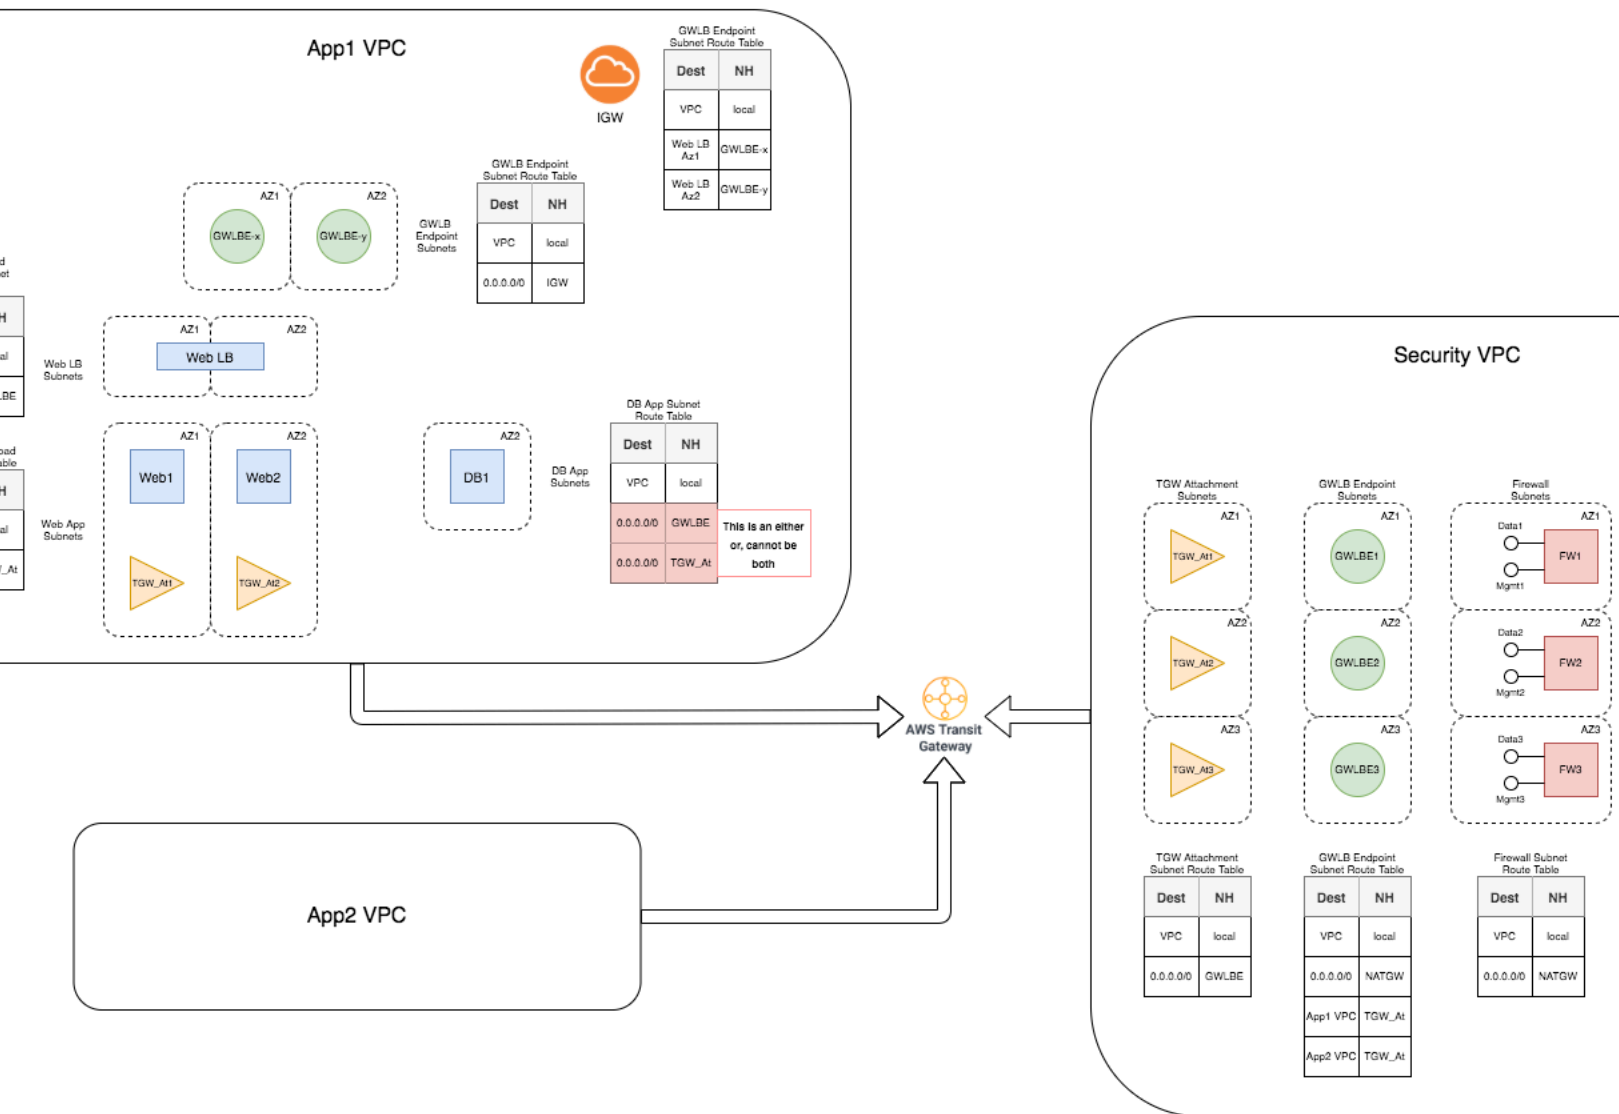 App1 VPC
IGW
GWLB Endpoint
Subnet Route Table
Dest NH
VPC local
Web LB
Az1
GWLBE-x
Web LB
Az2
GWLBE-y
AZ1
GWLBE-x
AZ2
GWLBE-y
GWLB
Endpoint
Subnets
GWLB Endpoint
Subnet Route Table
Dest NH
VPC local
0.0.0.0/0 IGW
AZ1
AZ2
Web LB
Web LB
Subnets
AZ1
Web1
TGW_At1
AZ2
Web2
TGW_At2
Web App
Subnets
AZ2
DB1
DB App
Subnets
DB App Subnet
Route Table
Dest NH
VPC local
0.0.0.0/0 GWLBE
0.0.0.0/0 TGW_At
This is an either
or, cannot be
both
AWS Transit
Gateway
App2 VPC
Security VPC
TGW Attachment
Subnets
AZ1
TGW_At1
AZ2
TGW_At2
AZ3
TGW_At3
GWLB Endpoint
Subnets
AZ1
GWLBE1
AZ2
GWLBE2
AZ3
GWLBE3
Firewall
Subnets
AZ1
Data1
FW1
Mgmt1
AZ2
Data2
FW2
Mgmt2
AZ3
Data3
FW3
Mgmt3
TGW Attachment
Subnet Route Table
Dest NH
VPC local
0.0.0.0/0 GWLBE
GWLB Endpoint
Subnet Route Table
Dest NH
VPC local
0.0.0.0/0 NATGW
App1 VPC TGW_At
App2 VPC TGW_At
Firewall Subnet
Route Table
Dest NH
VPC local
0.0.0.0/0 NATGW